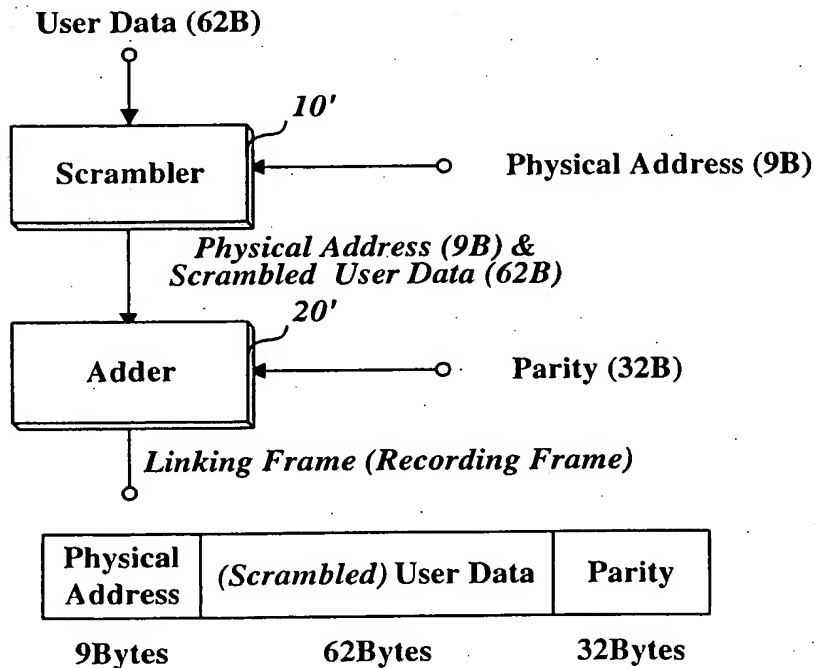 User Data (62B)
10'
Scrambler
Physical Address (9B)
Physical Address (9B) &
Scrambled User Data (62B)
20'
Adder
Parity (32B)
Linking Frame (Recording Frame)
Physical
Address
(Scrambled) User Data
Parity
9Bytes
62Bytes
32Bytes